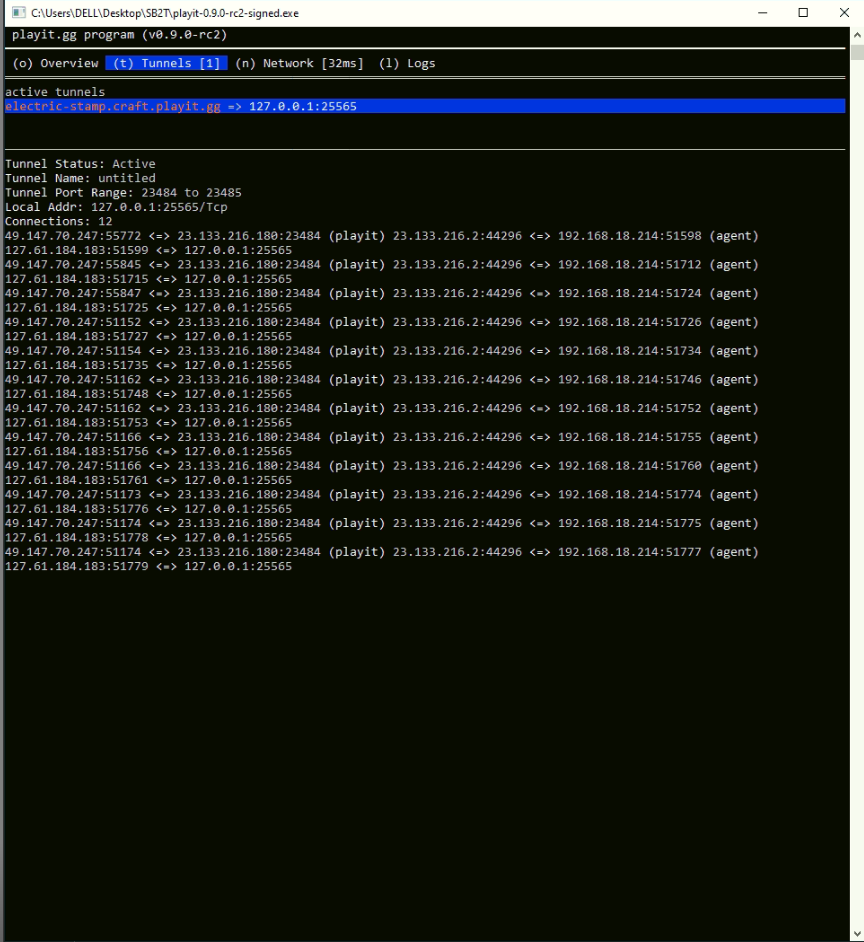 C:\Users\DELL\Desktop\SB2T\playit-0.9.0-rc2-signed.exe
playit.gg program (v0.9.0-rc2)
(o) Overview (t) Tunnels [1] (n) Network [32ms] (l) Logs
active tunnels
electric-stamp.craft.playit.gg => 127.0.0.1:25565
Tunnel Status: Active
Tunnel Name: untitled
Tunnel Port Range: 23484 to 23485
Local Addr: 127.0.0.1:25565/Tcp
Connections: 12
49.147.70.247:55772 <=> 23.133.216.180:23484 (playit) 23.133.216.2:44296 <=> 192.168.18.214:51598 (agent)
127.61.184.183:51599 <=> 127.0.0.1:25565
49.147.70.247:55845 <=> 23.133.216.180:23484 (playit) 23.133.216.2:44296 <=> 192.168.18.214:51712 (agent)
127.61.184.183:51715 <=> 127.0.0.1:25565
49.147.70.247:55847 <=> 23.133.216.180:23484 (playit) 23.133.216.2:44296 <=> 192.168.18.214:51724 (agent)
127.61.184.183:51725 <=> 127.0.0.1:25565
49.147.70.247:51152 <=> 23.133.216.180:23484 (playit) 23.133.216.2:44296 <=> 192.168.18.214:51726 (agent)
127.61.184.183:51727 <=> 127.0.0.1:25565
49.147.70.247:51154 <=> 23.133.216.180:23484 (playit) 23.133.216.2:44296 <=> 192.168.18.214:51734 (agent)
127.61.184.183:51735 <=> 127.0.0.1:25565
49.147.70.247:51162 <=> 23.133.216.180:23484 (playit) 23.133.216.2:44296 <=> 192.168.18.214:51746 (agent)
127.61.184.183:51748 <=> 127.0.0.1:25565
49.147.70.247:51162 <=> 23.133.216.180:23484 (playit) 23.133.216.2:44296 <=> 192.168.18.214:51752 (agent)
127.61.184.183:51753 <=> 127.0.0.1:25565
49.147.70.247:51166 <=> 23.133.216.180:23484 (playit) 23.133.216.2:44296 <=> 192.168.18.214:51755 (agent)
127.61.184.183:51756 <=> 127.0.0.1:25565
49.147.70.247:51166 <=> 23.133.216.180:23484 (playit) 23.133.216.2:44296 <=> 192.168.18.214:51760 (agent)
127.61.184.183:51761 <=> 127.0.0.1:25565
49.147.70.247:51173 <=> 23.133.216.180:23484 (playit) 23.133.216.2:44296 <=> 192.168.18.214:51774 (agent)
127.61.184.183:51776 <=> 127.0.0.1:25565
49.147.70.247:51174 <=> 23.133.216.180:23484 (playit) 23.133.216.2:44296 <=> 192.168.18.214:51775 (agent)
127.61.184.183:51778 <=> 127.0.0.1:25565
49.147.70.247:51174 <=> 23.133.216.180:23484 (playit) 23.133.216.2:44296 <=> 192.168.18.214:51777 (agent)
127.61.184.183:51779 <=> 127.0.0.1:25565